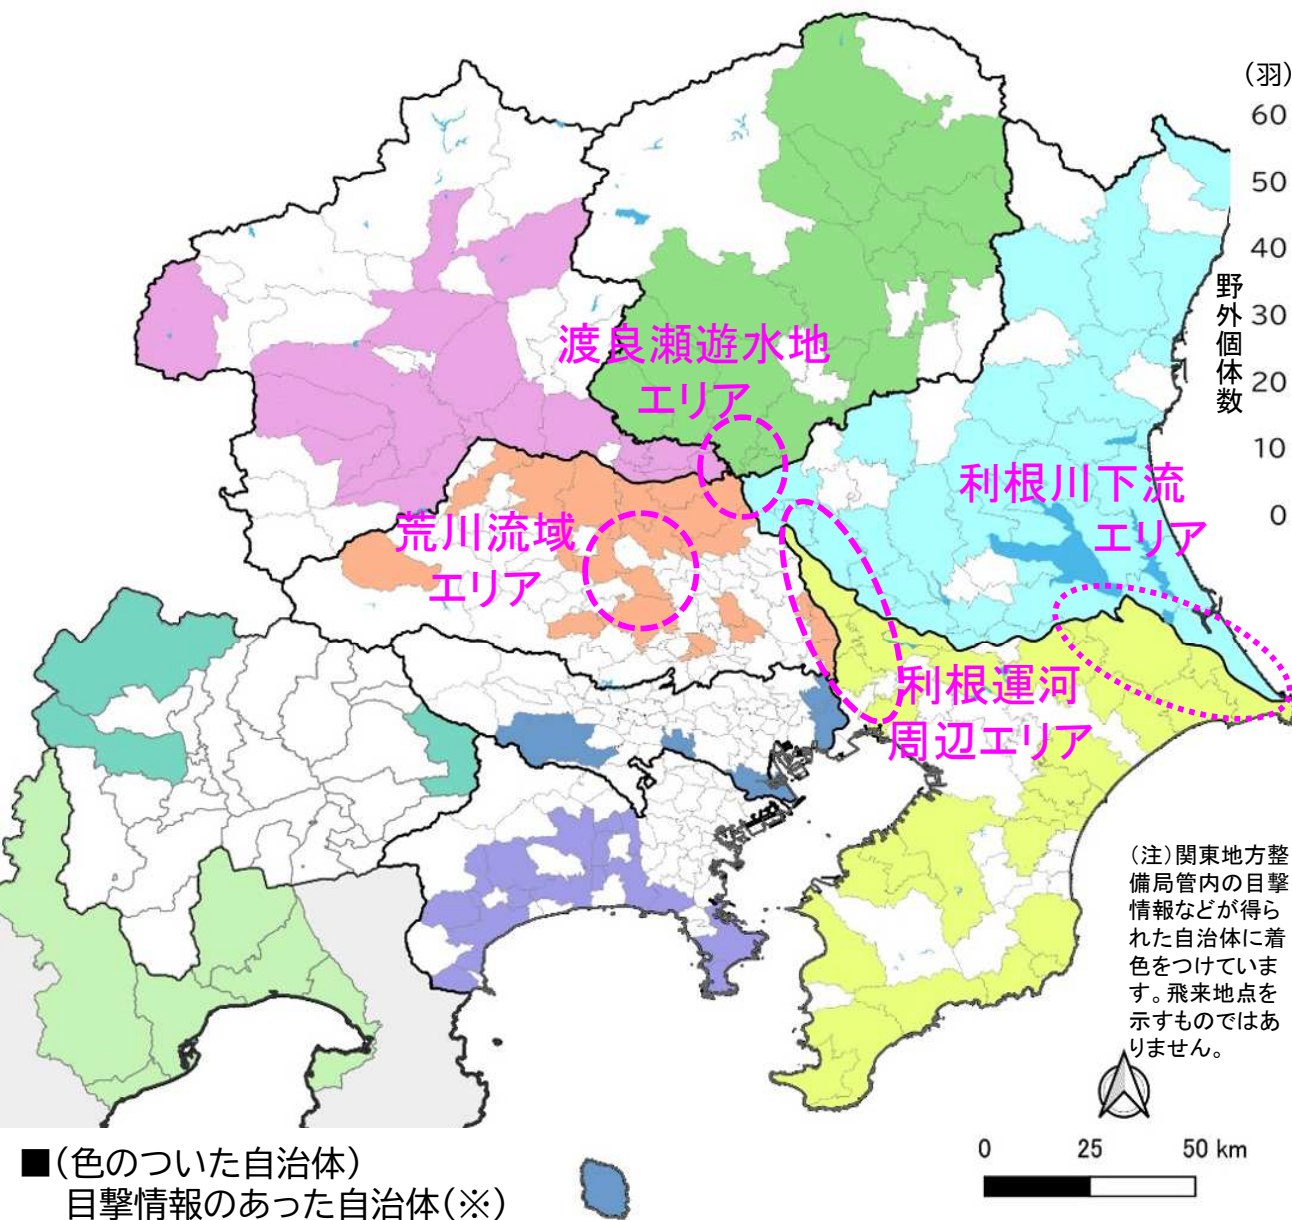 (羽)
60
50
40
30
20
10
0
野外個体数
渡良瀬遊水地
エリア
利根川下流
エリア
荒川流域
エリア
利根運河
周辺エリア
(注)関東地方整
備局管内の目撃
情報などが得ら
れた自治体に着
色をつけていま
す。飛来地点を
示すものではあ
りません。
0 25 50 km
■(色のついた自治体)
目撃情報のあった自治体(※)